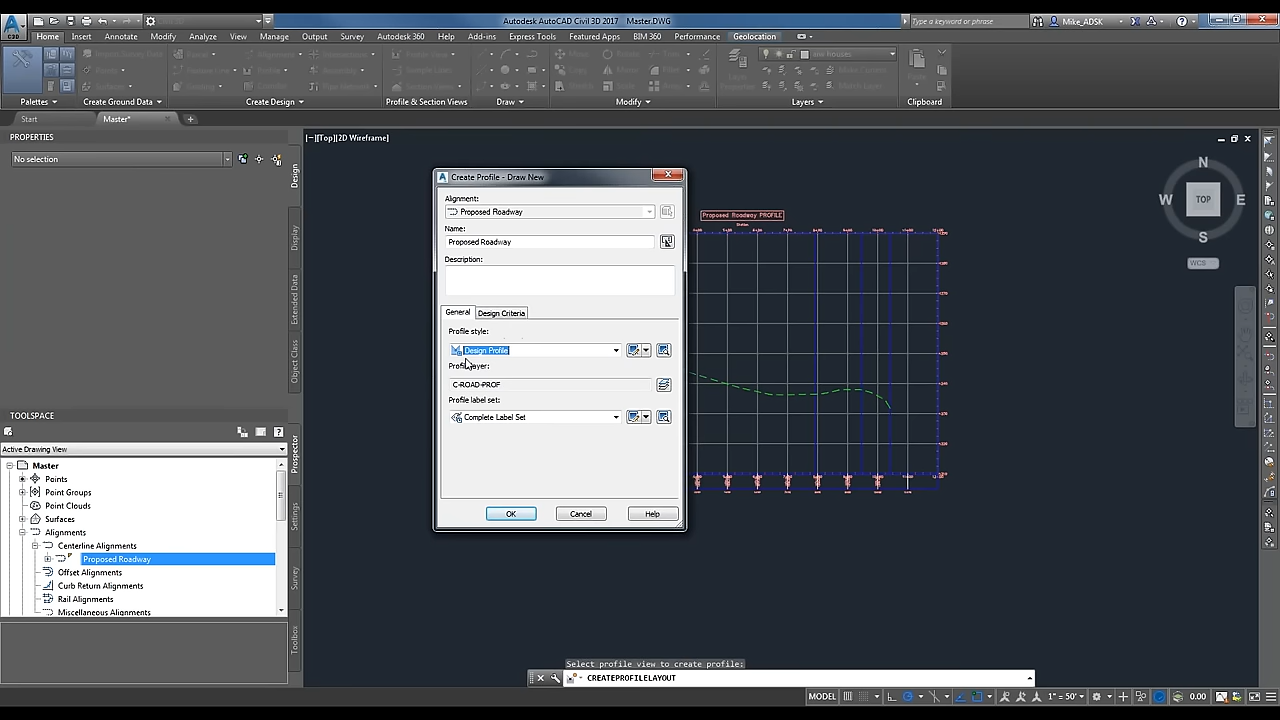 Autodesk AutoCAD Civil 3D 2017 Master.DWG
Type a keyword or phrase
Mike_ADSK
C3D
Home Insert Annotate Modify Analyze View Manage Output Survey Autodesk 360 Help Add-ins Express Tools Featured Apps BIM 360 Performance Geolocation
Palettes Create Ground Data Create Design Profile & Section Views Draw Modify Layers Clipboard
Start Master*
PROPERTIES
No selection
Design
Display
Extended Data
Object Class
[−][Top][2D Wireframe]
N
W TOP E
S
WCS
Proposed Roadway PROFILE
Create Profile - Draw New
Alignment:
Proposed Roadway
Name:
Proposed Roadway
Description:
General Design Criteria
Profile style:
Design Profile
Profile layer:
C-ROAD-PROF
Profile label set:
Complete Label Set
OK Cancel Help
TOOLSPACE
Active Drawing View
Master
Points
Point Groups
Point Clouds
Surfaces
Alignments
Centerline Alignments
Proposed Roadway
Offset Alignments
Curb Return Alignments
Rail Alignments
Miscellaneous Alignments
Prospector
Settings
Survey
Toolbox
Select profile view to create profile:
CREATEPROFILELAYOUT
MODEL 1" = 50' 0.00